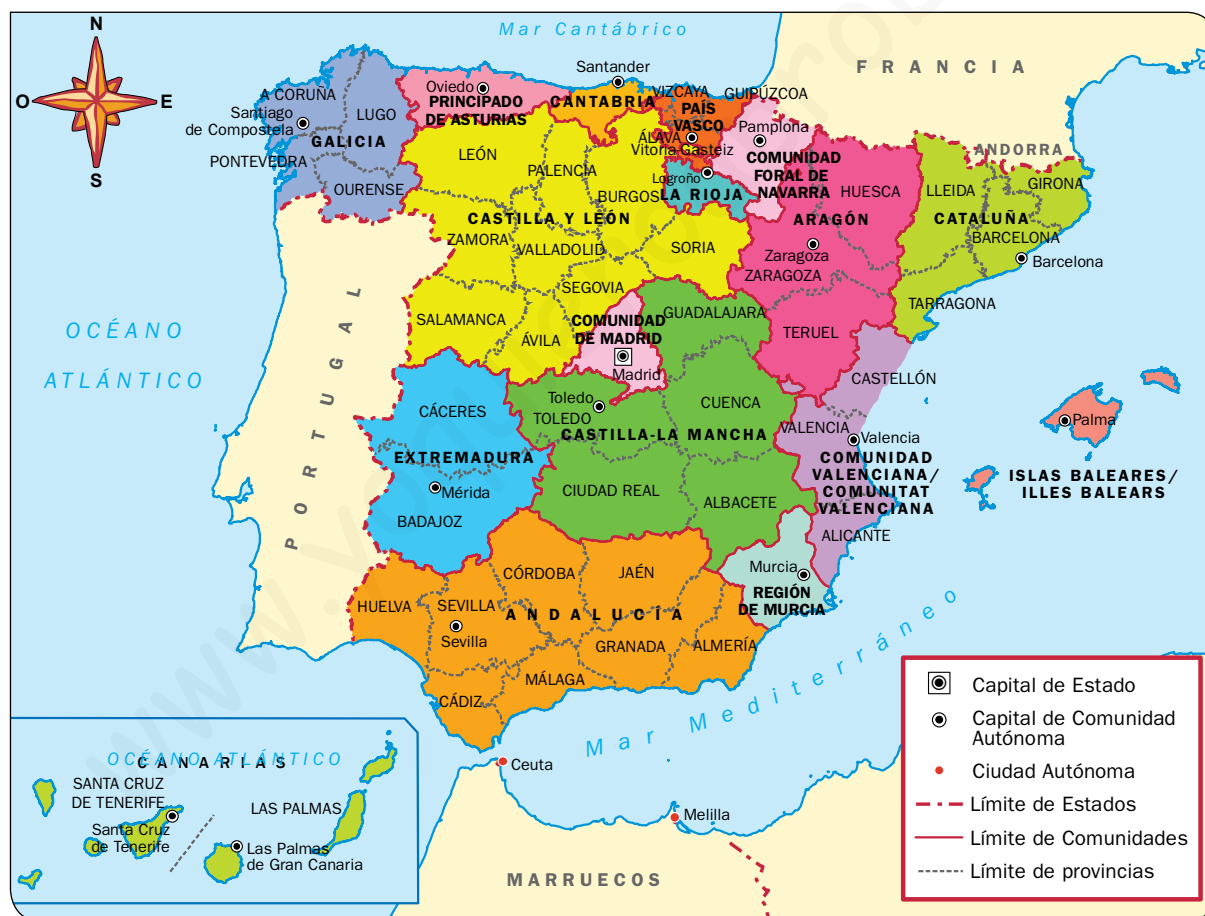 N
O
E
S
Mar Cantábrico
FRANCIA
ANDORRA
PORTUGAL
OCÉANO
ATLÁNTICO
Mar Mediterráneo
MARRUECOS
A CORUÑA
LUGO
Santiago
de Compostela
GALICIA
PONTEVEDRA
OURENSE
Oviedo
PRINCIPADO
DE ASTURIAS
Santander
CANTABRIA
VIZCAYA
GUIPÚZCOA
PAÍS
VASCO
ÁLAVA
Vitoria Gasteiz
Pamplona
COMUNIDAD
FORAL DE
NAVARRA
Logroño
LA RIOJA
LEÓN
PALENCIA
BURGOS
CASTILLA Y LEÓN
ZAMORA
VALLADOLID
SORIA
SEGOVIA
SALAMANCA
ÁVILA
HUESCA
ARAGÓN
Zaragoza
ZARAGOZA
TERUEL
LLEIDA
GIRONA
CATALUÑA
BARCELONA
Barcelona
TARRAGONA
COMUNIDAD
DE MADRID
Madrid
GUADALAJARA
Toledo
TOLEDO
CUENCA
CASTILLA-LA MANCHA
CIUDAD REAL
ALBACETE
CÁCERES
EXTREMADURA
Mérida
BADAJOZ
CASTELLÓN
VALENCIA
Valencia
COMUNIDAD
VALENCIANA/
COMUNITAT
VALENCIANA
ALICANTE
Palma
ISLAS BALEARES/
ILLES BALEARS
Murcia
REGIÓN
DE MURCIA
CÓRDOBA
JAÉN
HUELVA
SEVILLA
ANDALUCÍA
Sevilla
GRANADA
ALMERÍA
MÁLAGA
CÁDIZ
Ceuta
Melilla
OCÉANO ATLÁNTICO
CANARIAS
SANTA CRUZ
DE TENERIFE
Santa Cruz
de Tenerife
LAS PALMAS
Las Palmas
de Gran Canaria
Capital de Estado
Capital de Comunidad
Autónoma
Ciudad Autónoma
Límite de Estados
Límite de Comunidades
Límite de provincias